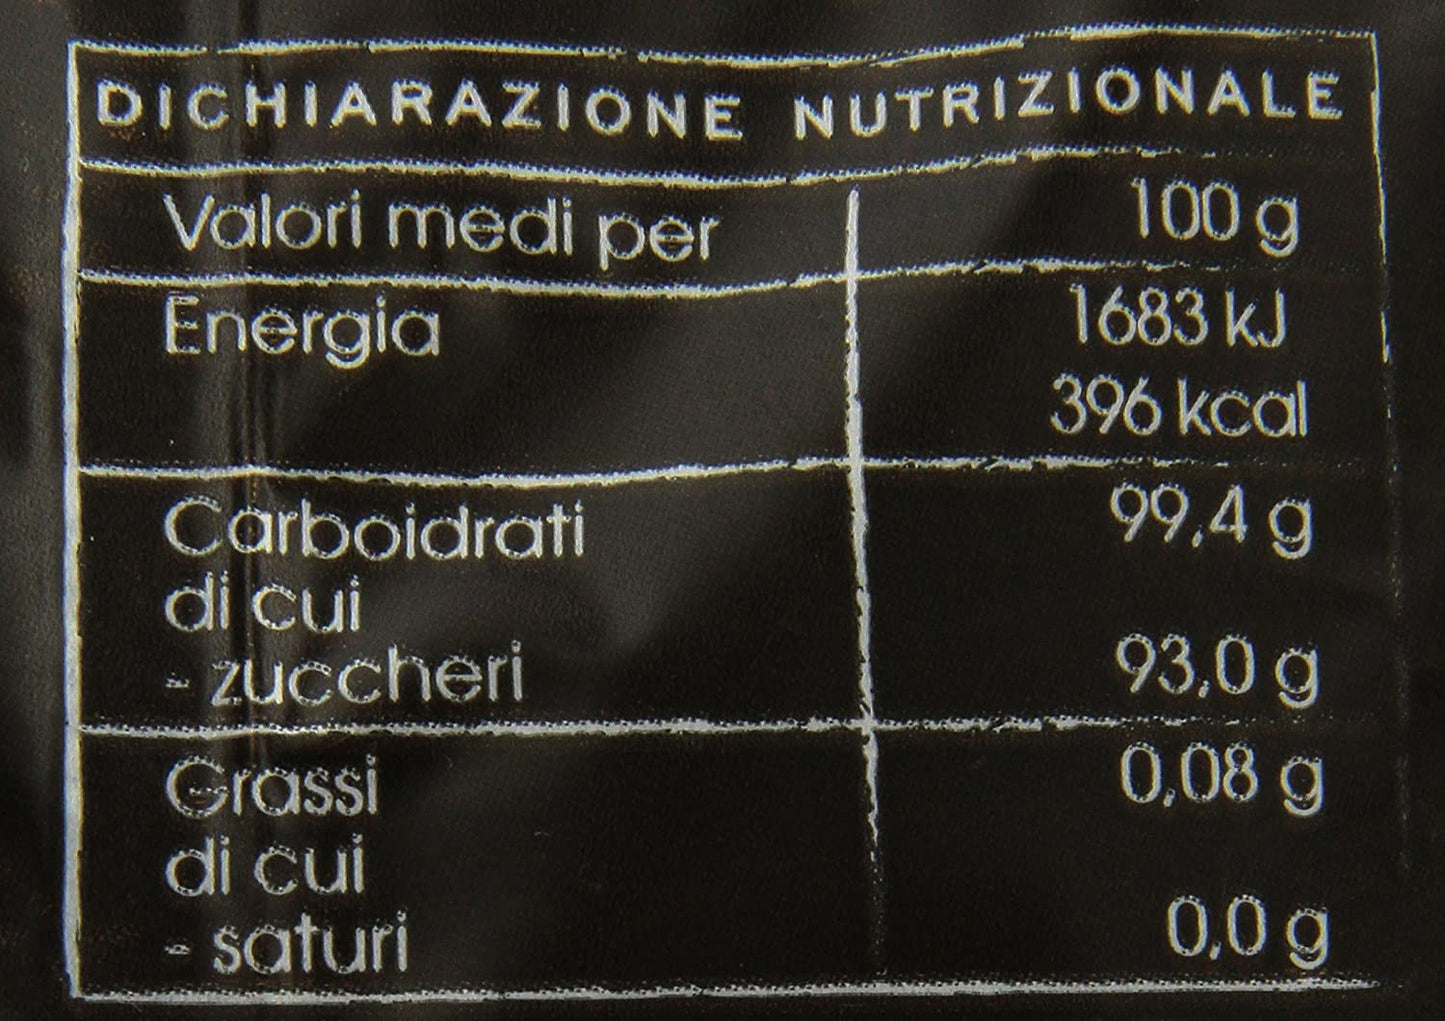 DICHIARAZIONE NUTRIZIONALE
Valori medi per 100 g
Energia 1683 kJ
396 kcal
Carboidrati 99,4 g
di cui
- zuccheri 93,0 g
Grassi 0,08 g
di cui
- saturi 0,0 g